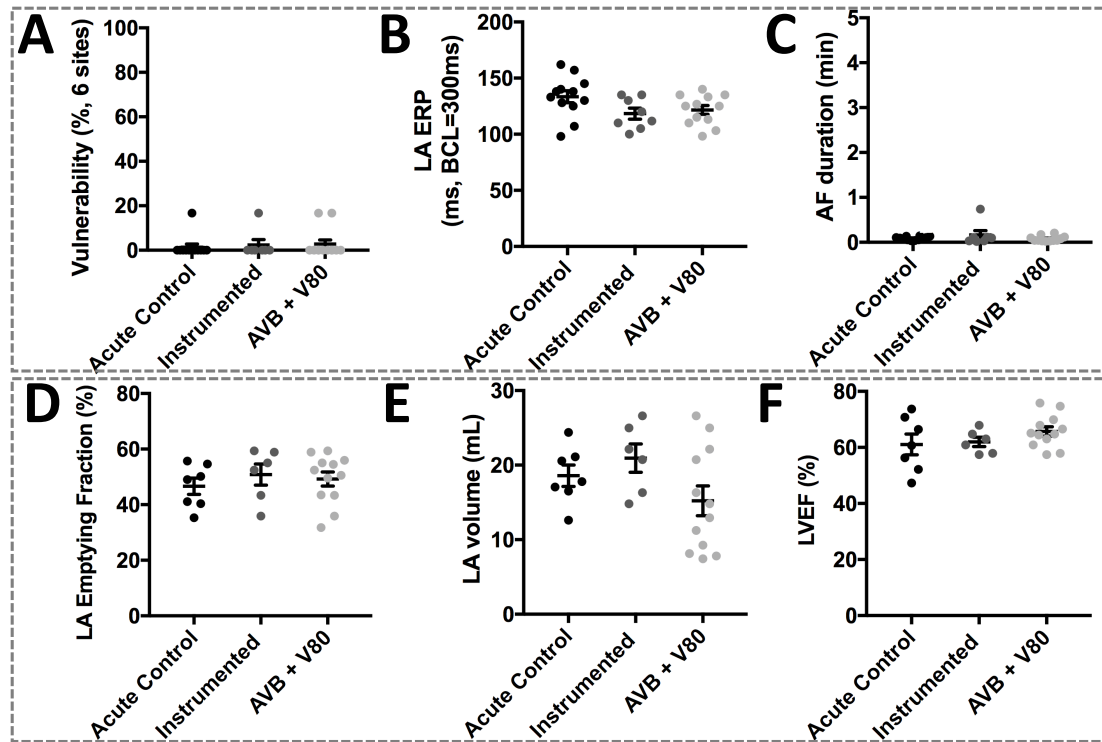 A
Vulnerability (%, 6 sites)
100
80
60
40
20
0
Acute Control
Instrumented
AVB + V80
B
LA ERP
(ms, BCL=300ms)
200
150
100
50
0
Acute Control
Instrumented
AVB + V80
C
AF duration (min)
5
4
3
2
1
0
Acute Control
Instrumented
AVB + V80
D
LA Emptying Fraction (%)
80
60
40
20
0
Acute Control
Instrumented
AVB + V80
E
LA volume (mL)
30
20
10
0
Acute Control
Instrumented
AVB + V80
F
LVEF (%)
80
60
40
20
0
Acute Control
Instrumented
AVB + V80